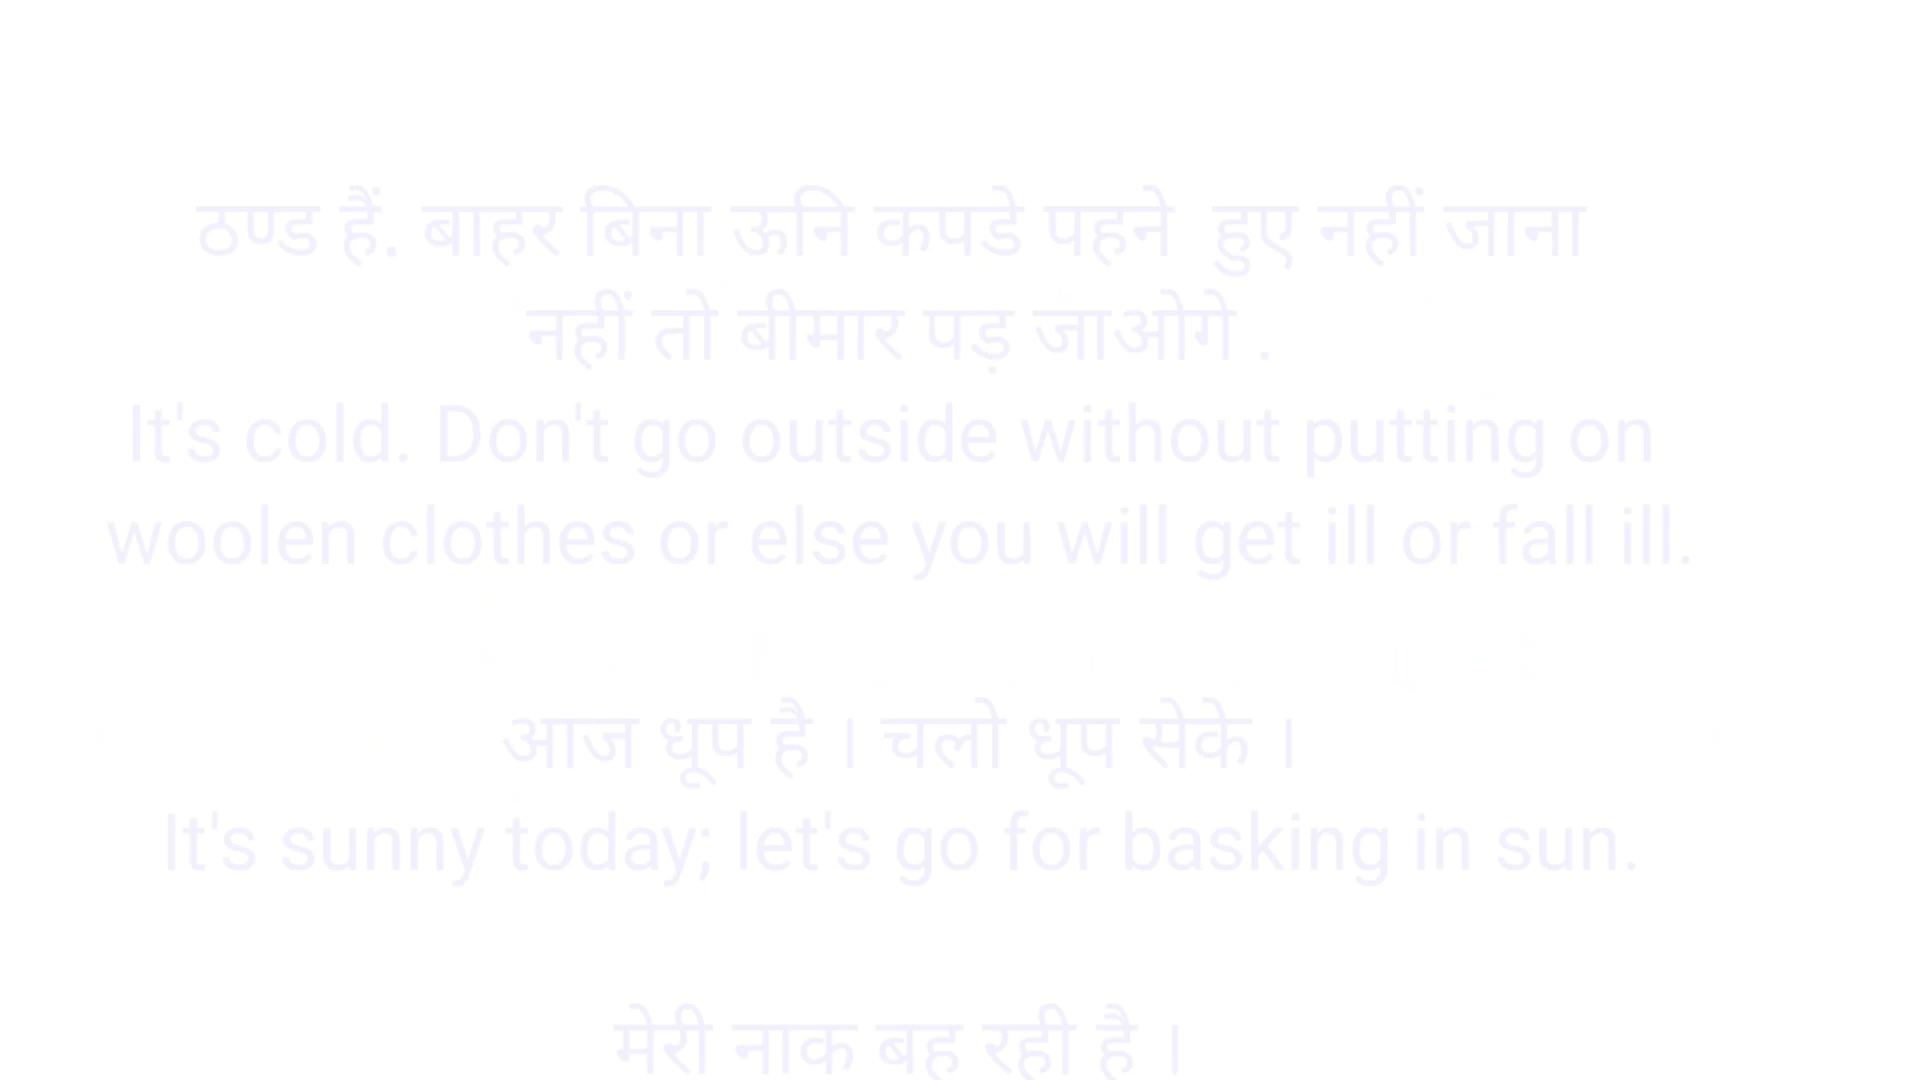 ठण्ड हैं. बाहर बिना ऊनि कपडे पहने हुए नहीं जाना
नहीं तो बीमार पड़ जाओगे .
It's cold. Don't go outside without putting on
woolen clothes or else you will get ill or fall ill.
आज धूप है । चलो धूप सेके ।
It's sunny today; let's go for basking in sun.
मेरी नाक बह रही है ।